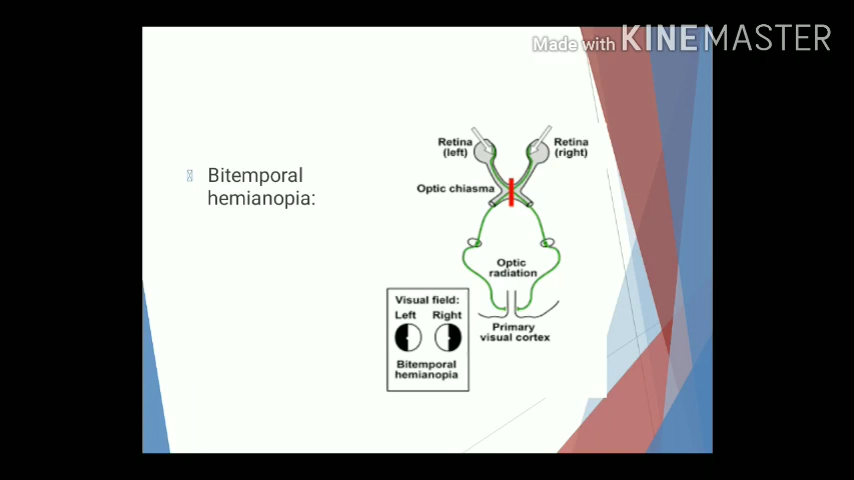 Made with KINEMASTER
Bitemporal
hemianopia:
Retina
(left)
Retina
(right)
Optic chiasma
Optic
radiation
Primary
visual cortex
Visual field:
Left Right
Bitemporal
hemianopia